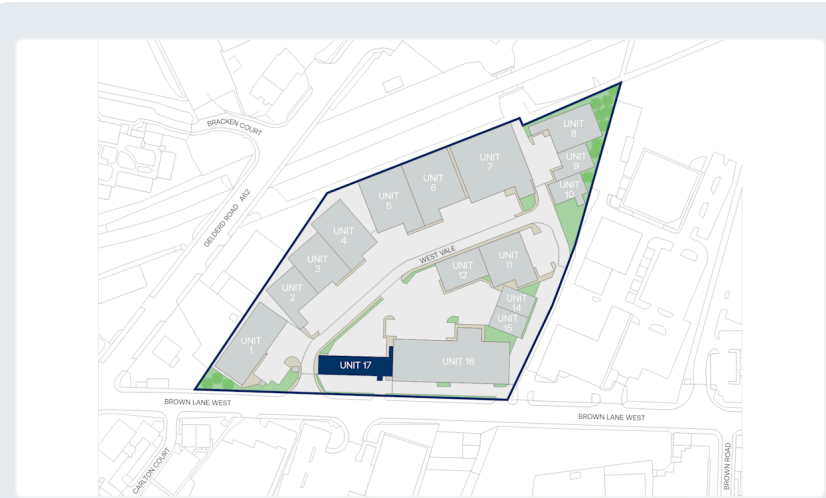 BRACKEN COURT
GELDERD ROAD A62
UNIT
8
UNIT
9
UNIT
10
UNIT
7
UNIT
6
UNIT
5
UNIT
4
UNIT
3
UNIT
2
UNIT
1
WEST VALE
UNIT
11
UNIT
12
UNIT
14
UNIT
15
UNIT 16
UNIT 17
BROWN LANE WEST
BROWN LANE WEST
CARLTON COURT
BROWN ROAD